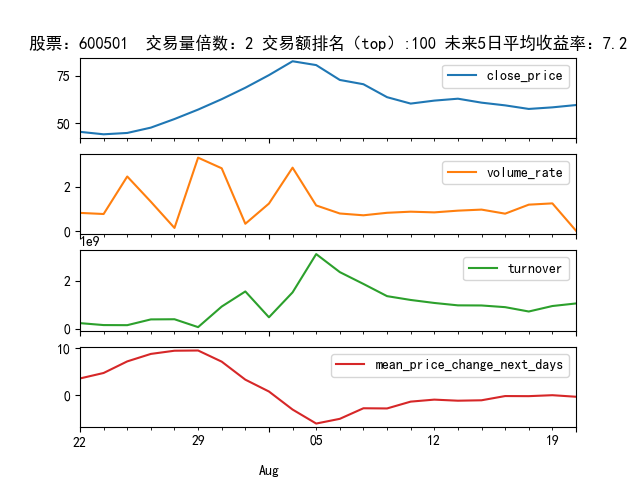 股票：600501  交易量倍数：2 交易额排名（top）:100 未来5日平均收益率：7.2
75
50
close_price
2
0
volume_rate
1e9
2
0
turnover
10
0
mean_price_change_next_days
22 29 05 12 19
Aug